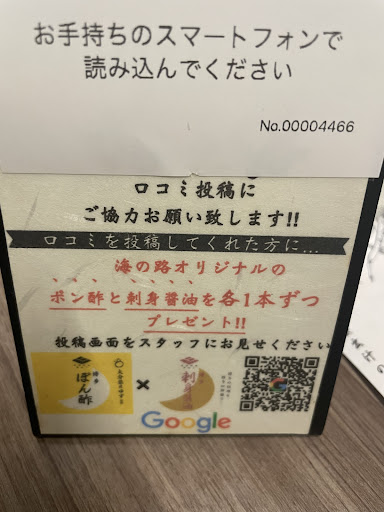 お手持ちのスマートフォンで
読み込んでください
No.00004466
口コミ投稿に
ご協力お願い致します!!
口コミを投稿してくれた方に...
海の路オリジナルの
ポン酢と刺身醤油を各1本ずつ
プレゼント!!
投稿画面をスタッフにお見せください
博多
ぽん酢
×
刺身
Google